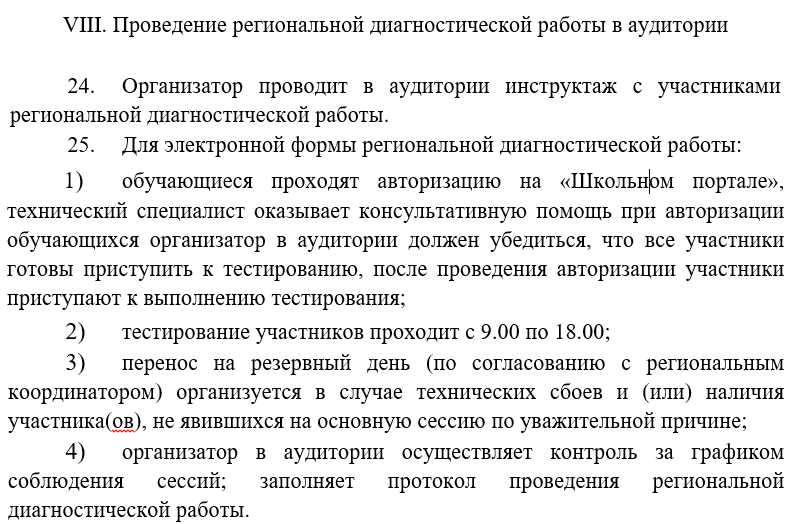 VIII. Проведение региональной диагностической работы в аудитории
24. Организатор проводит в аудитории инструктаж с участниками
региональной диагностической работы.
25. Для электронной формы региональной диагностической работы:
1) обучающиеся проходят авторизацию на «Школьном портале»,
технический специалист оказывает консультативную помощь при авторизации
обучающихся организатор в аудитории должен убедиться, что все участники
готовы приступить к тестированию, после проведения авторизации участники
приступают к выполнению тестирования;
2) тестирование участников проходит с 9.00 по 18.00;
3) перенос на резервный день (по согласованию с региональным
координатором) организуется в случае технических сбоев и (или) наличия
участника(ов), не явившихся на основную сессию по уважительной причине;
4) организатор в аудитории осуществляет контроль за графиком
соблюдения сессий; заполняет протокол проведения региональной
диагностической работы.